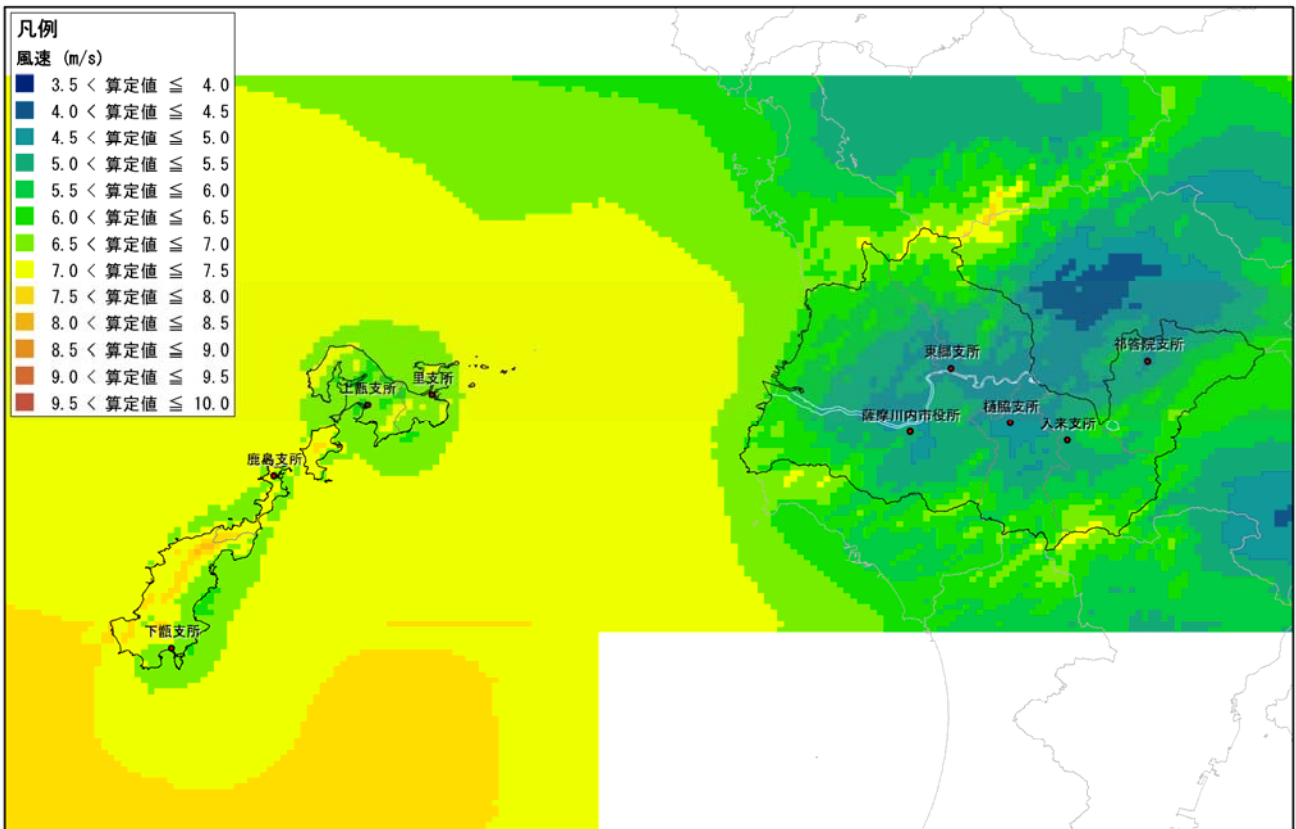 凡例
風速 (m/s)
3.5 < 算定値 ≦ 4.0
4.0 < 算定値 ≦ 4.5
4.5 < 算定値 ≦ 5.0
5.0 < 算定値 ≦ 5.5
5.5 < 算定値 ≦ 6.0
6.0 < 算定値 ≦ 6.5
6.5 < 算定値 ≦ 7.0
7.0 < 算定値 ≦ 7.5
7.5 < 算定値 ≦ 8.0
8.0 < 算定値 ≦ 8.5
8.5 < 算定値 ≦ 9.0
9.0 < 算定値 ≦ 9.5
9.5 < 算定値 ≦ 10.0
祁答院支所
東郷支所
里支所
上甑支所
樋脇支所
薩摩川内市役所
入来支所
鹿島支所
下甑支所